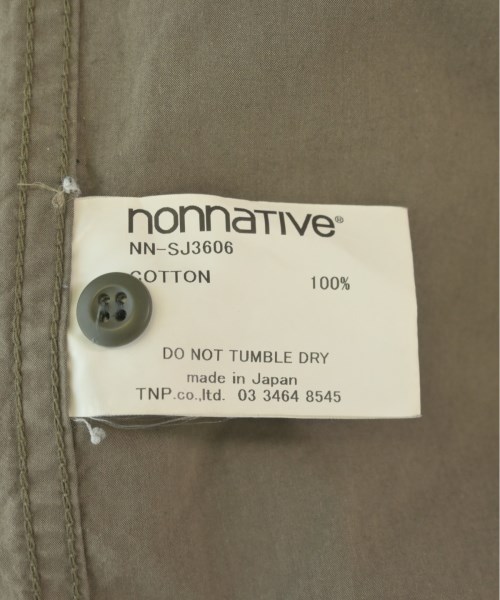 nonnative®
NN-SJ3606
COTTON 100%
DO NOT TUMBLE DRY
made in Japan
TNP.co.,ltd. 03 3464 8545